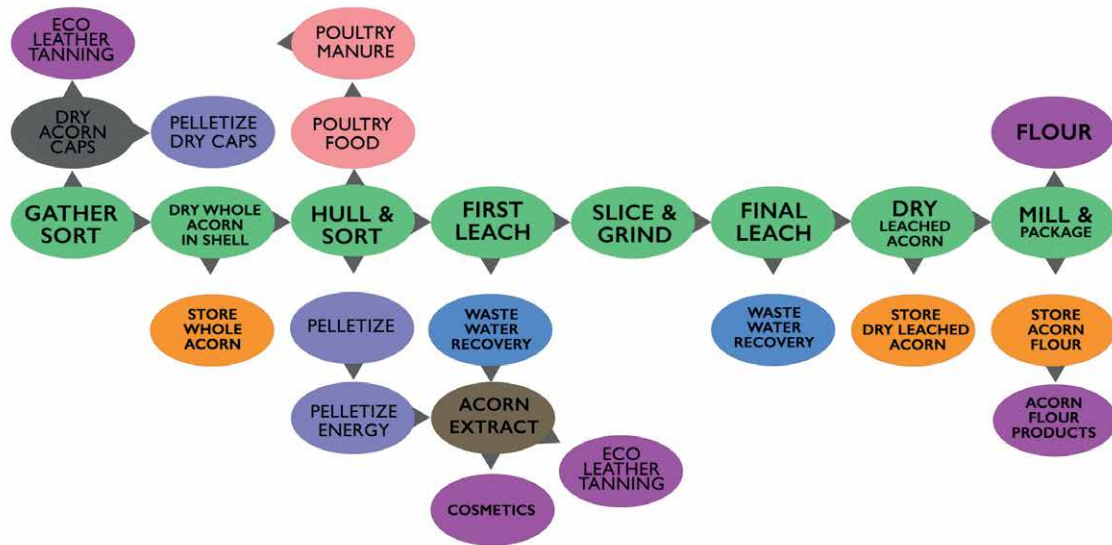 ECO
LEATHER
TANNING
POULTRY
MANURE
DRY
ACORN
CAPS
PELLETIZE
DRY CAPS
POULTRY
FOOD
FLOUR
GATHER
SORT
DRY WHOLE
ACORN
IN SHELL
HULL &
SORT
FIRST
LEACH
SLICE &
GRIND
FINAL
LEACH
DRY
LEACHED
ACORN
MILL &
PACKAGE
STORE
WHOLE
ACORN
PELLETIZE
WASTE
WATER
RECOVERY
WASTE
WATER
RECOVERY
STORE
DRY LEACHED
ACORN
STORE
ACORN
FLOUR
PELLETIZE
ENERGY
ACORN
EXTRACT
ACORN
FLOUR
PRODUCTS
ECO
LEATHER
TANNING
COSMETICS